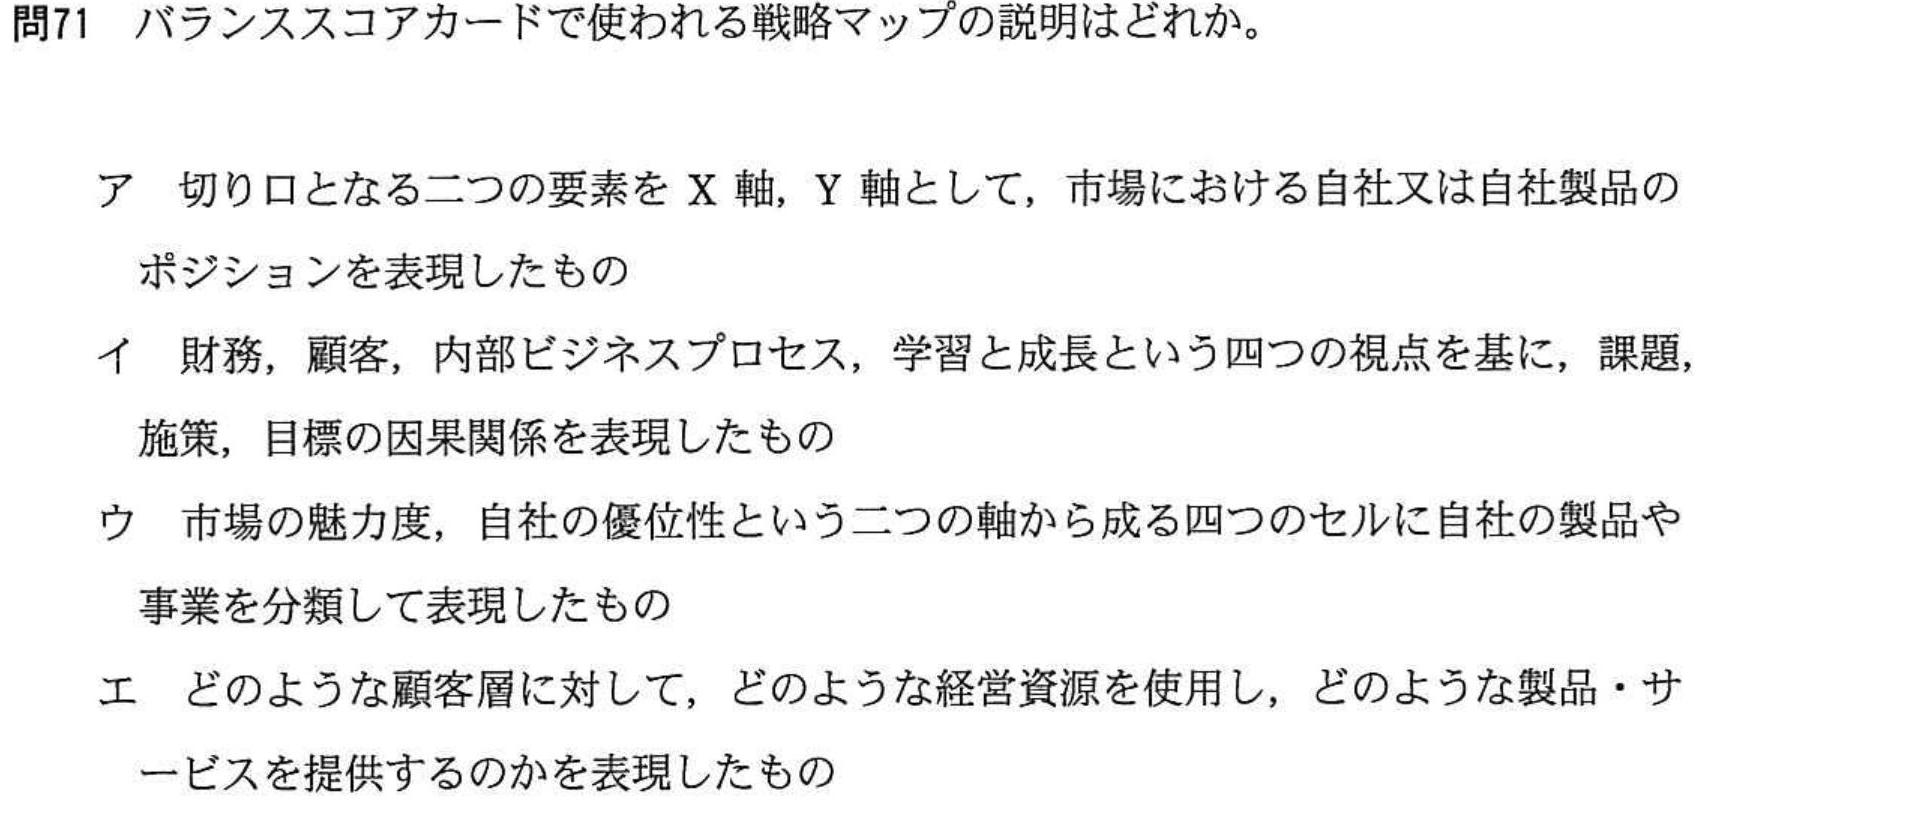 問71 バランススコアカードで使われる戦略マップの説明はどれか。
ア 切り口となる二つの要素を X 軸，Y 軸として，市場における自社又は自社製品の
ポジションを表現したもの
イ 財務，顧客，内部ビジネスプロセス，学習と成長という四つの視点を基に，課題，
施策，目標の因果関係を表現したもの
ウ 市場の魅力度，自社の優位性という二つの軸から成る四つのセルに自社の製品や
事業を分類して表現したもの
エ どのような顧客層に対して，どのような経営資源を使用し，どのような製品・サ
ービスを提供するのかを表現したもの